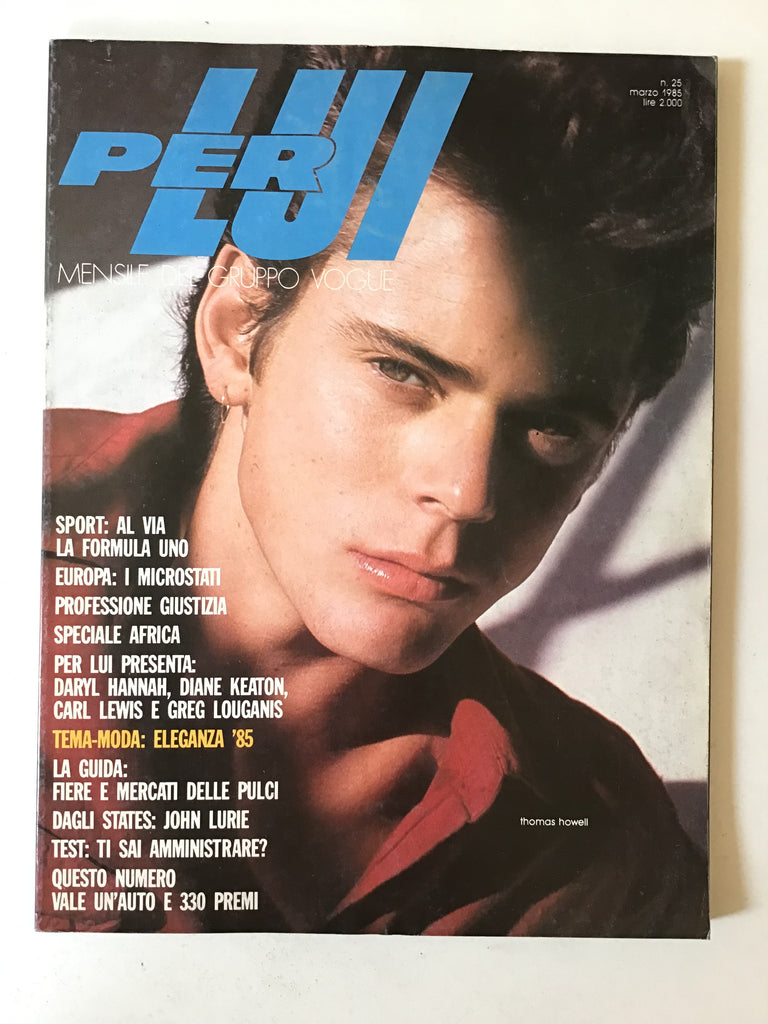 n. 25
marzo 1985
lire 2.000
PER
LUI
MENSILE DEL GRUPPO VOGUE
SPORT: AL VIA
LA FORMULA UNO
EUROPA: I MICROSTATI
PROFESSIONE GIUSTIZIA
SPECIALE AFRICA
PER LUI PRESENTA:
DARYL HANNAH, DIANE KEATON,
CARL LEWIS E GREG LOUGANIS
TEMA-MODA: ELEGANZA '85
LA GUIDA:
FIERE E MERCATI DELLE PULCI
DAGLI STATES: JOHN LURIE
TEST: TI SAI AMMINISTRARE?
QUESTO NUMERO
VALE UN'AUTO E 330 PREMI
thomas howell